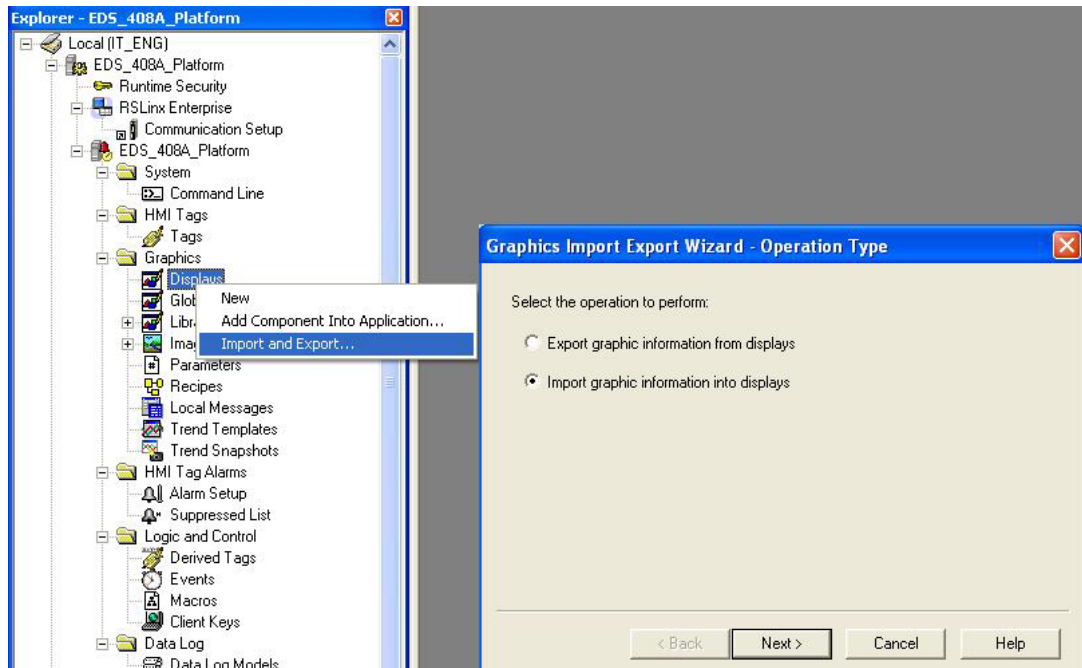 Explorer - EDS_408A_Platform
Local (IT_ENG)
EDS_408A_Platform
Runtime Security
RSLinx Enterprise
Communication Setup
EDS_408A_Platform
System
Command Line
HMI Tags
Tags
Graphics
Displays
New
Add Component Into Application...
Import and Export...
Parameters
Recipes
Local Messages
Trend Templates
Trend Snapshots
HMI Tag Alarms
Alarm Setup
Suppressed List
Logic and Control
Derived Tags
Events
Macros
Client Keys
Data Log
Data Log Models
Graphics Import Export Wizard - Operation Type
Select the operation to perform:
Export graphic information from displays
Import graphic information into displays
< Back
Next >
Cancel
Help